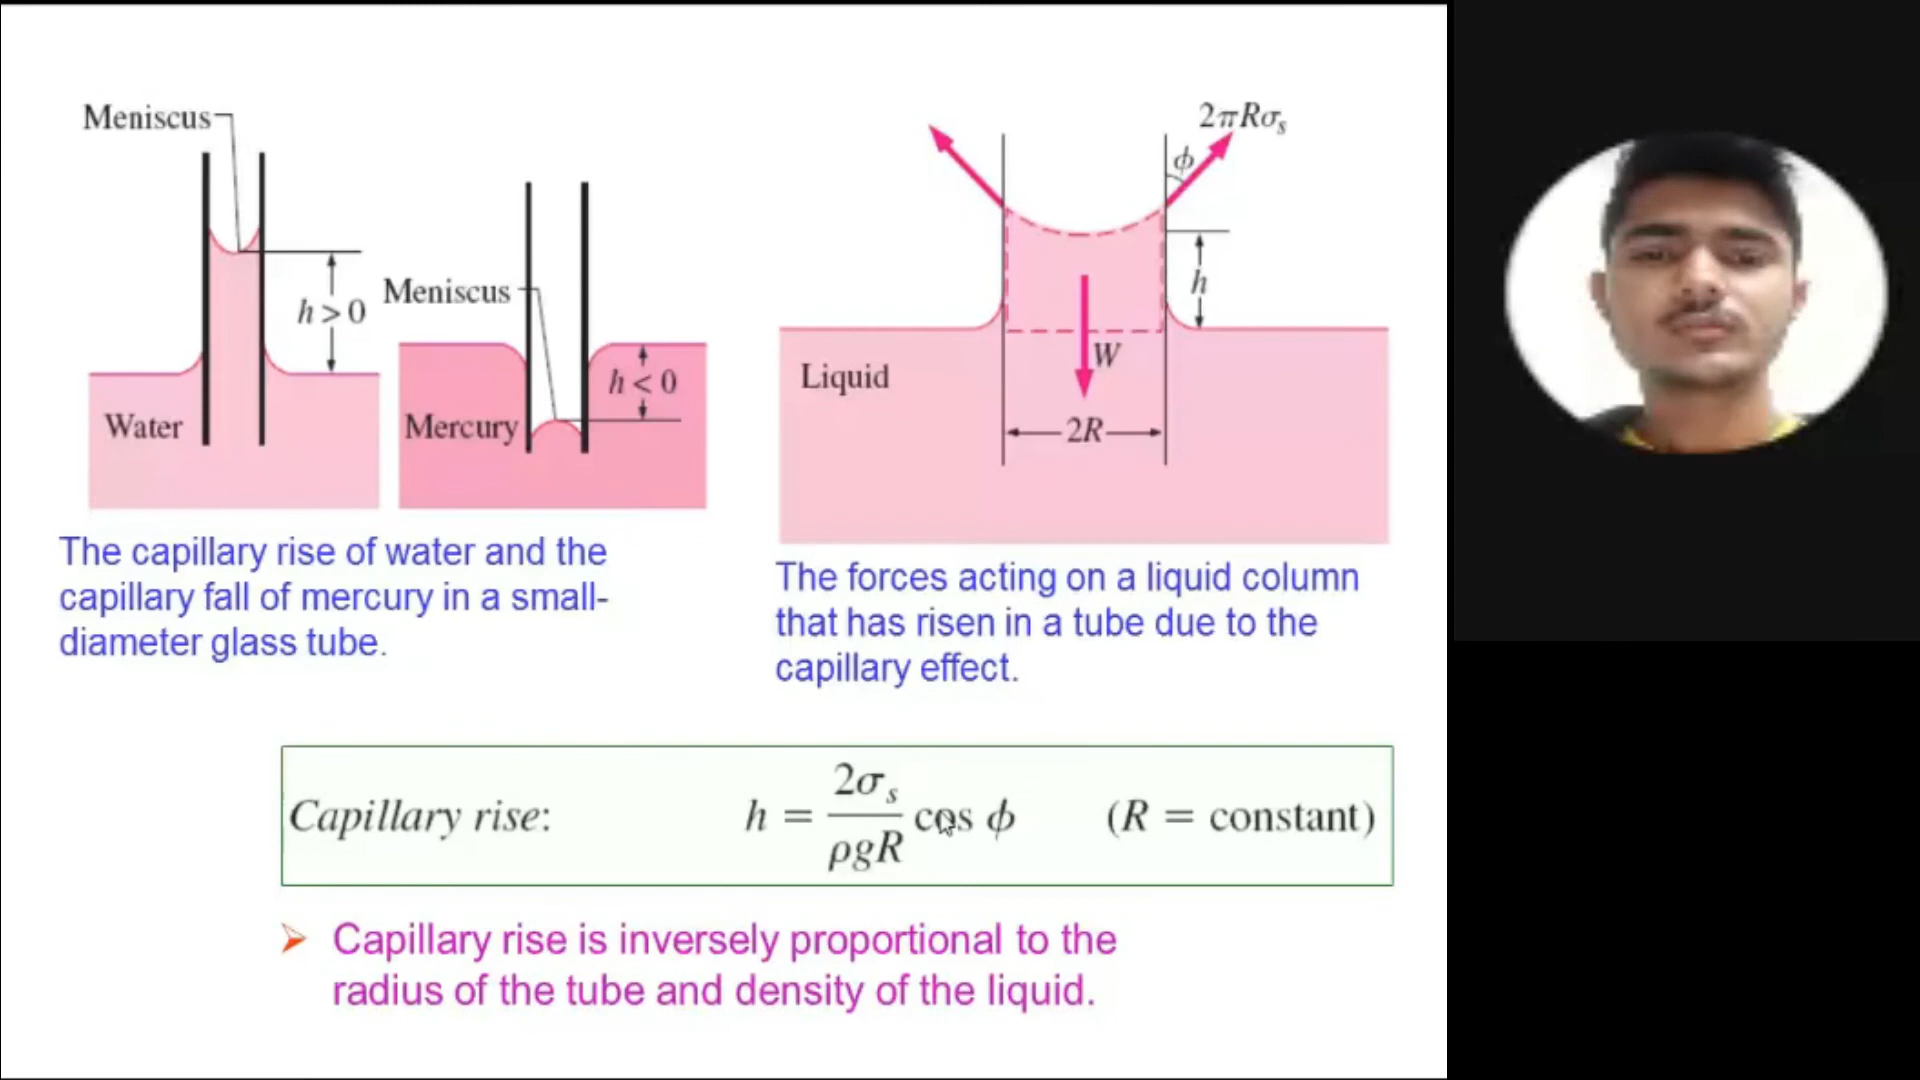 Meniscus
h > 0
Water
Meniscus
h < 0
Mercury
2πRσₛ
ϕ
h
W
Liquid
2R
The capillary rise of water and the
capillary fall of mercury in a small-
diameter glass tube.
The forces acting on a liquid column
that has risen in a tube due to the
capillary effect.
Capillary rise: h = 2σₛ / ρgR cos ϕ (R = constant)
Capillary rise is inversely proportional to the
radius of the tube and density of the liquid.